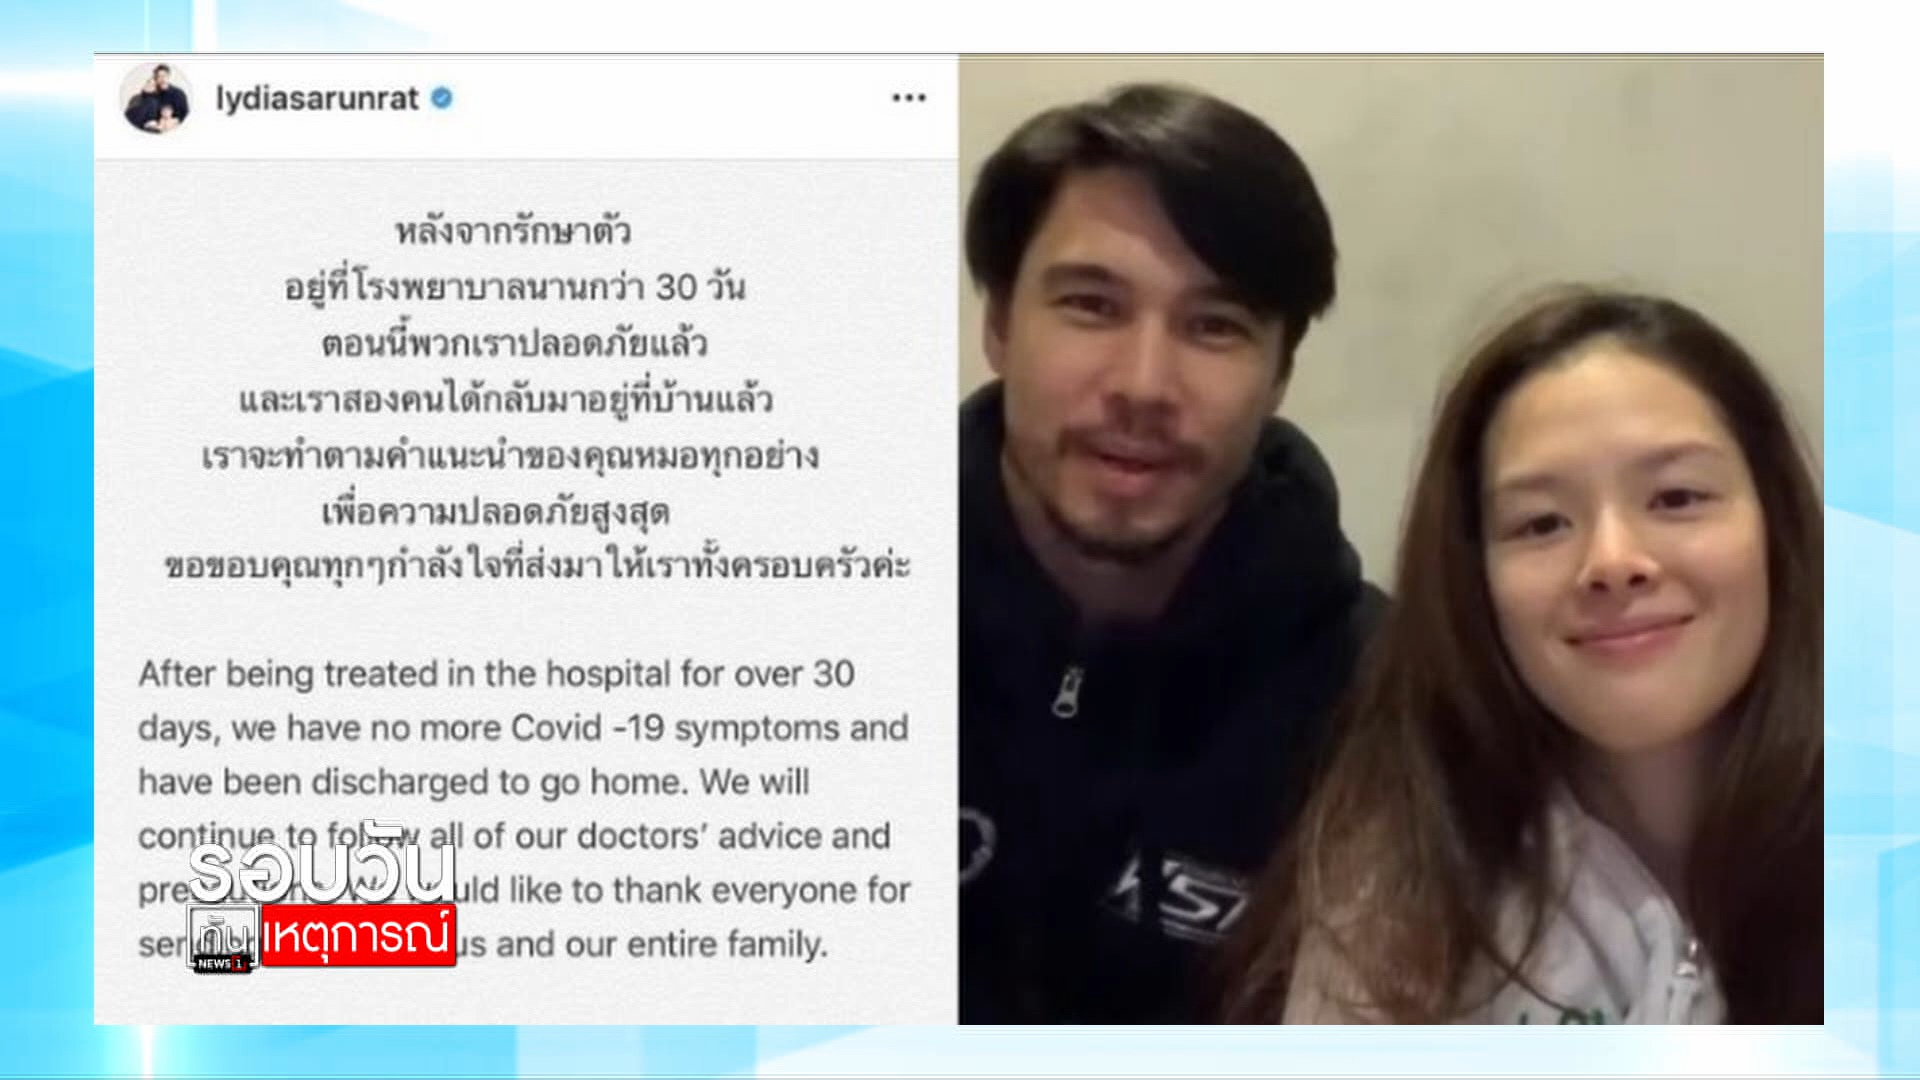 lydiasarunrat
หลังจากรักษาตัว
อยู่ที่โรงพยาบาลนานกว่า 30 วัน
ตอนนี้พวกเราปลอดภัยแล้ว
และเราสองคนได้กลับมาอยู่ที่บ้านแล้ว
เราจะทำตามคำแนะนำของคุณหมอทุกอย่าง
เพื่อความปลอดภัยสูงสุด
ขอขอบคุณทุกๆกำลังใจที่ส่งมาให้เราทั้งครอบครัวค่ะ
After being treated in the hospital for over 30
days, we have no more Covid -19 symptoms and
have been discharged to go home. We will
continue to follow all of our doctors' advice and
like to thank everyone for
us and our entire family.
รอบวัน
ทันเหตุการณ์
NEWS 1